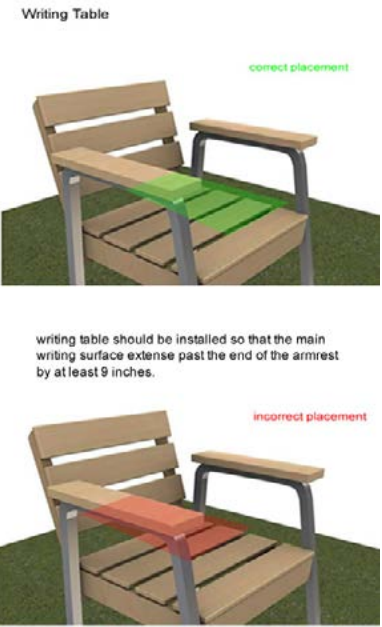 Writing Table
correct placement
writing table should be installed so that the main
writing surface extense past the end of the armrest
by at least 9 inches.
incorrect placement